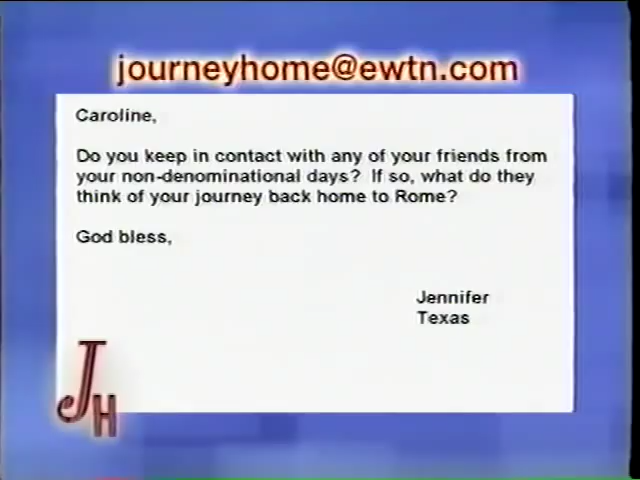 journeyhome@ewtn.com
Caroline,
Do you keep in contact with any of your friends from
your non-denominational days?  If so, what do they
think of your journey back home to Rome?
God bless,
Jennifer
Texas
JH